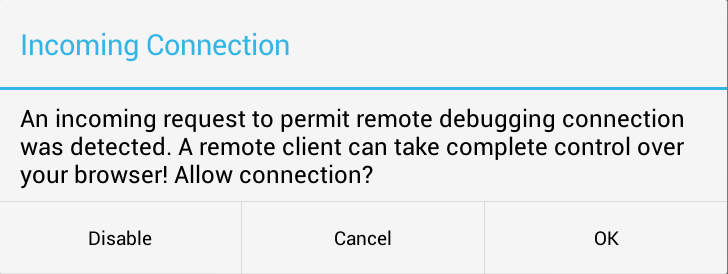 Incoming Connection
An incoming request to permit remote debugging connection
was detected. A remote client can take complete control over
your browser! Allow connection?
Disable
Cancel
OK